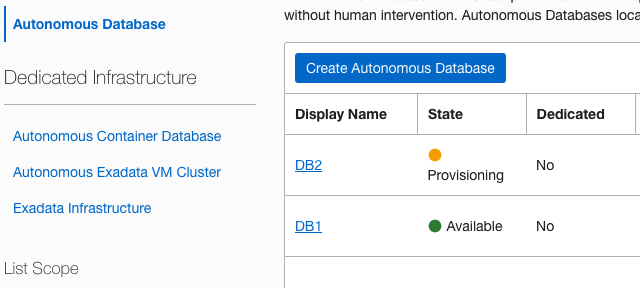 Autonomous Database
Dedicated Infrastructure
Autonomous Container Database
Autonomous Exadata VM Cluster
Exadata Infrastructure
List Scope
without human intervention. Autonomous Databases
Create Autonomous Database
Display Name State Dedicated
DB2 Provisioning No
DB1 Available No